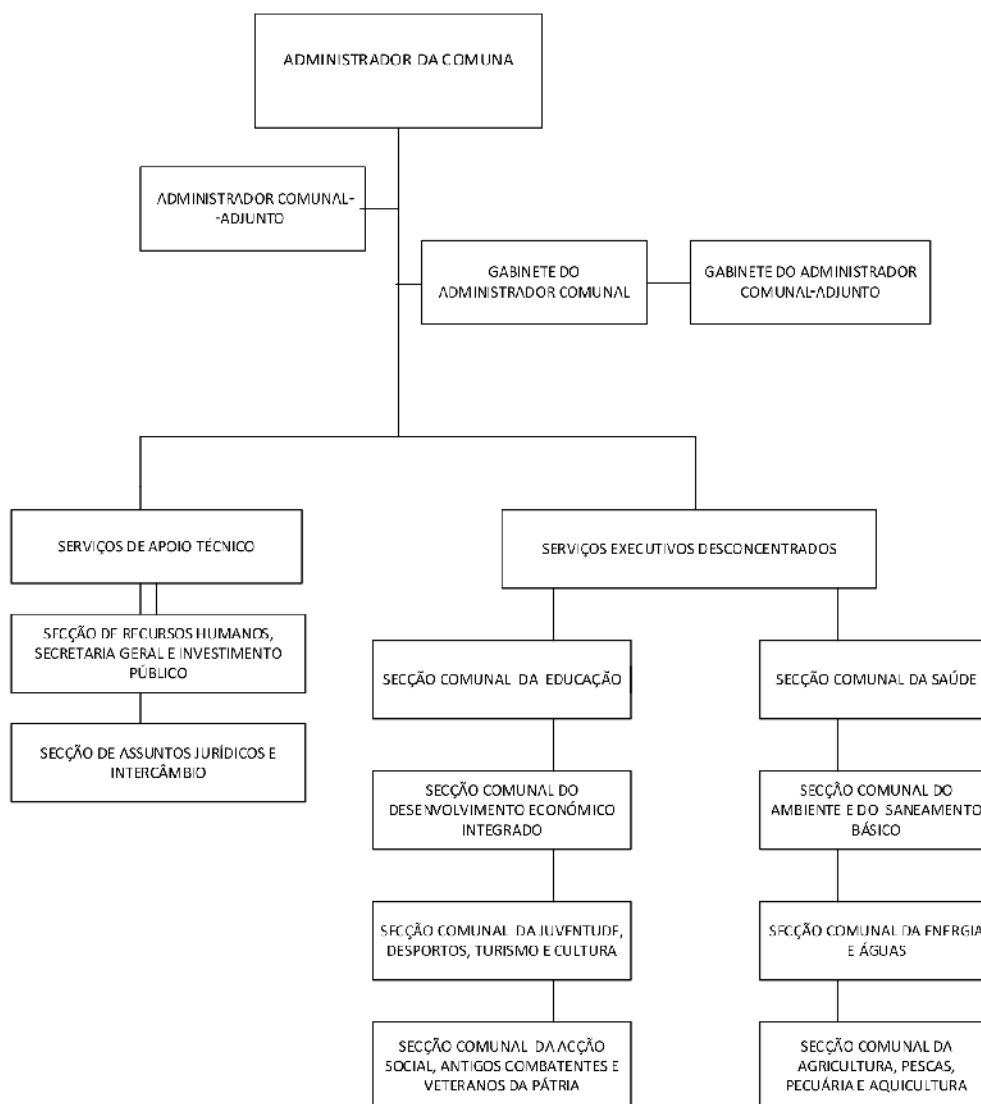 ADMINISTRADOR DA COMUNA
ADMINISTRADOR COMUNAL-
-ADJUNTO
GABINETE DO
ADMINISTRADOR COMUNAL
GABINETE DO ADMINISTRADOR
COMUNAL-ADJUNTO
SERVIÇOS DE APOIO TÉCNICO
SECÇÃO DE RECURSOS HUMANOS,
SECRETARIA GERAL E INVESTIMENTO
PÚBLICO
SECÇÃO DE ASSUNTOS JURÍDICOS E
INTERCÂMBIO
SERVIÇOS EXECUTIVOS DESCONCENTRADOS
SECÇÃO COMUNAL DA EDUCAÇÃO
SECÇÃO COMUNAL DO
DESENVOLVIMENTO ECONÓMICO
INTEGRADO
SECÇÃO COMUNAL DA JUVENTUDE,
DESPORTOS, TURISMO E CULTURA
SECÇÃO COMUNAL DA ACÇÃO
SOCIAL, ANTIGOS COMBATENTES E
VETERANOS DA PÁTRIA
SECÇÃO COMUNAL DA SAÚDE
SECÇÃO COMUNAL DO
AMBIENTE E DO SANEAMENTO
BÁSICO
SECÇÃO COMUNAL DA ENERGIA
E ÁGUAS
SECÇÃO COMUNAL DA
AGRICULTURA, PESCAS,
PECUÁRIA E AQUICULTURA